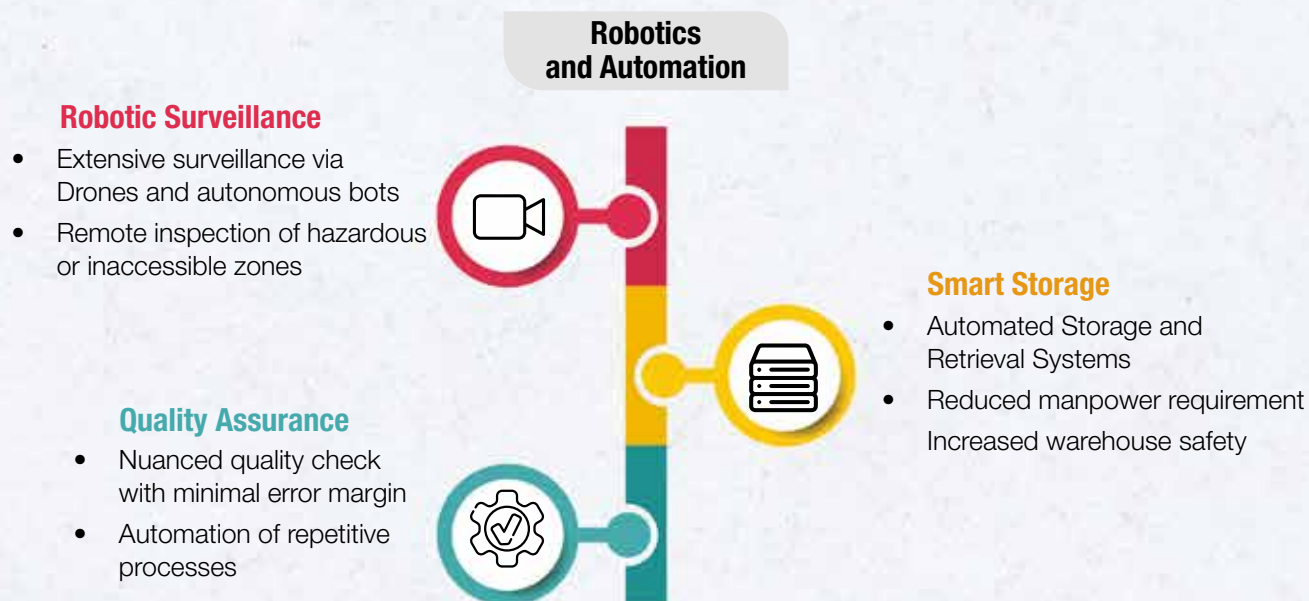 Robotics
and Automation
Robotic Surveillance
• Extensive surveillance via
Drones and autonomous bots
• Remote inspection of hazardous
or inaccessible zones
Smart Storage
• Automated Storage and
Retrieval Systems
• Reduced manpower requirement
Increased warehouse safety
Quality Assurance
• Nuanced quality check
with minimal error margin
• Automation of repetitive
processes